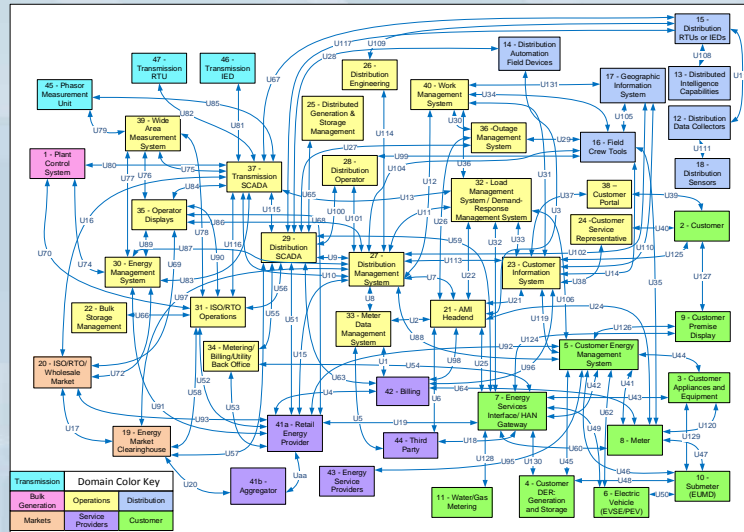 47 -
Transmission
RTU
46 -
Transmission
IED
45 - Phasor
Measurement
Unit
39 - Wide
Area
Measurement
System
1 - Plant
Control
System
37 -
Transmission
SCADA
35 -
Operator Displays
30 - Energy
Management
System
22 - Bulk
Storage
Management
31 - ISO/RTO
Operations
34 - Metering/
Billing/Utility
Back Office
20 - ISO/RTO/
Wholesale
Market
19 - Energy
Market
Clearinghouse
41a - Retail
Energy
Provider
41b -
Aggregator
26 -
Distribution
Engineering
25 - Distributed
Generation &
Storage
Management
28 -
Distribution
Operator
29 -
Distribution
SCADA
27 -
Distribution
Management
System
33 - Meter
Data
Management
System
42 - Billing
44 - Third
Party
43 - Energy
Service
Providers
14 - Distribution
Automation
Field Devices
40 - Work
Management
System
36 -Outage
Management
System
32 - Load
Management
System / Demand-
Response
Management System
23 - Customer
Information
System
21 - AMI
Headend
15 -
Distribution
RTUs or IEDs
17 - Geographic
Information
System
13 - Distributed
Intelligence
Capabilities
12 - Distribution
Data Collectors
16 - Field
Crew Tools
18 -
Distribution
Sensors
38 –
Customer
Portal
24 -Customer
Service
Representative
2 - Customer
9 - Customer
Premise
Display
5 - Customer Energy
Management
System
3 - Customer
Appliances and
Equipment
7 - Energy
Services
Interface/ HAN
Gateway
8 - Meter
11 - Water/Gas
Metering
4 - Customer
DER:
Generation
and Storage
6 - Electric
Vehicle
(EVSE/PEV)
10 -
Submeter
(EUMD)
U117
U28
U109
U67
U108
U1
U111
U105
U131
U34
U30
U29
U36
U99
U104
U114
U27
U85
U82
U81
U79
U80
U77
U76
U75
U84
U16
U65
U13
U12
U11
U26
U31
U37
U39
U3
U40
U110
U125
U102
U14
U38
U33
U32
U22
U21
U59
U113
U100
U101
U115
U68
U86
U116
U78
U90
U89
U87
U69
U74
U70
U83
U97
U66
U72
U9
U10
U7
U8
U2
U56
U55
U51
U15
U88
U98
U96
U1
U54
U63
U4
U64
U5
U6
U25
U92
U124
U119
U106
U24
U35
U126
U127
U44
U41
U42
U43
U62
U120
U129
U47
U46
U48
U49
U50
U60
U45
U130
U128
U95
U18
U19
U53
U52
U58
U57
U91
U93
U17
U20
Uaa
Transmission
Domain Color Key
Bulk
Generation
Operations
Distribution
Markets
Service
Providers
Customer